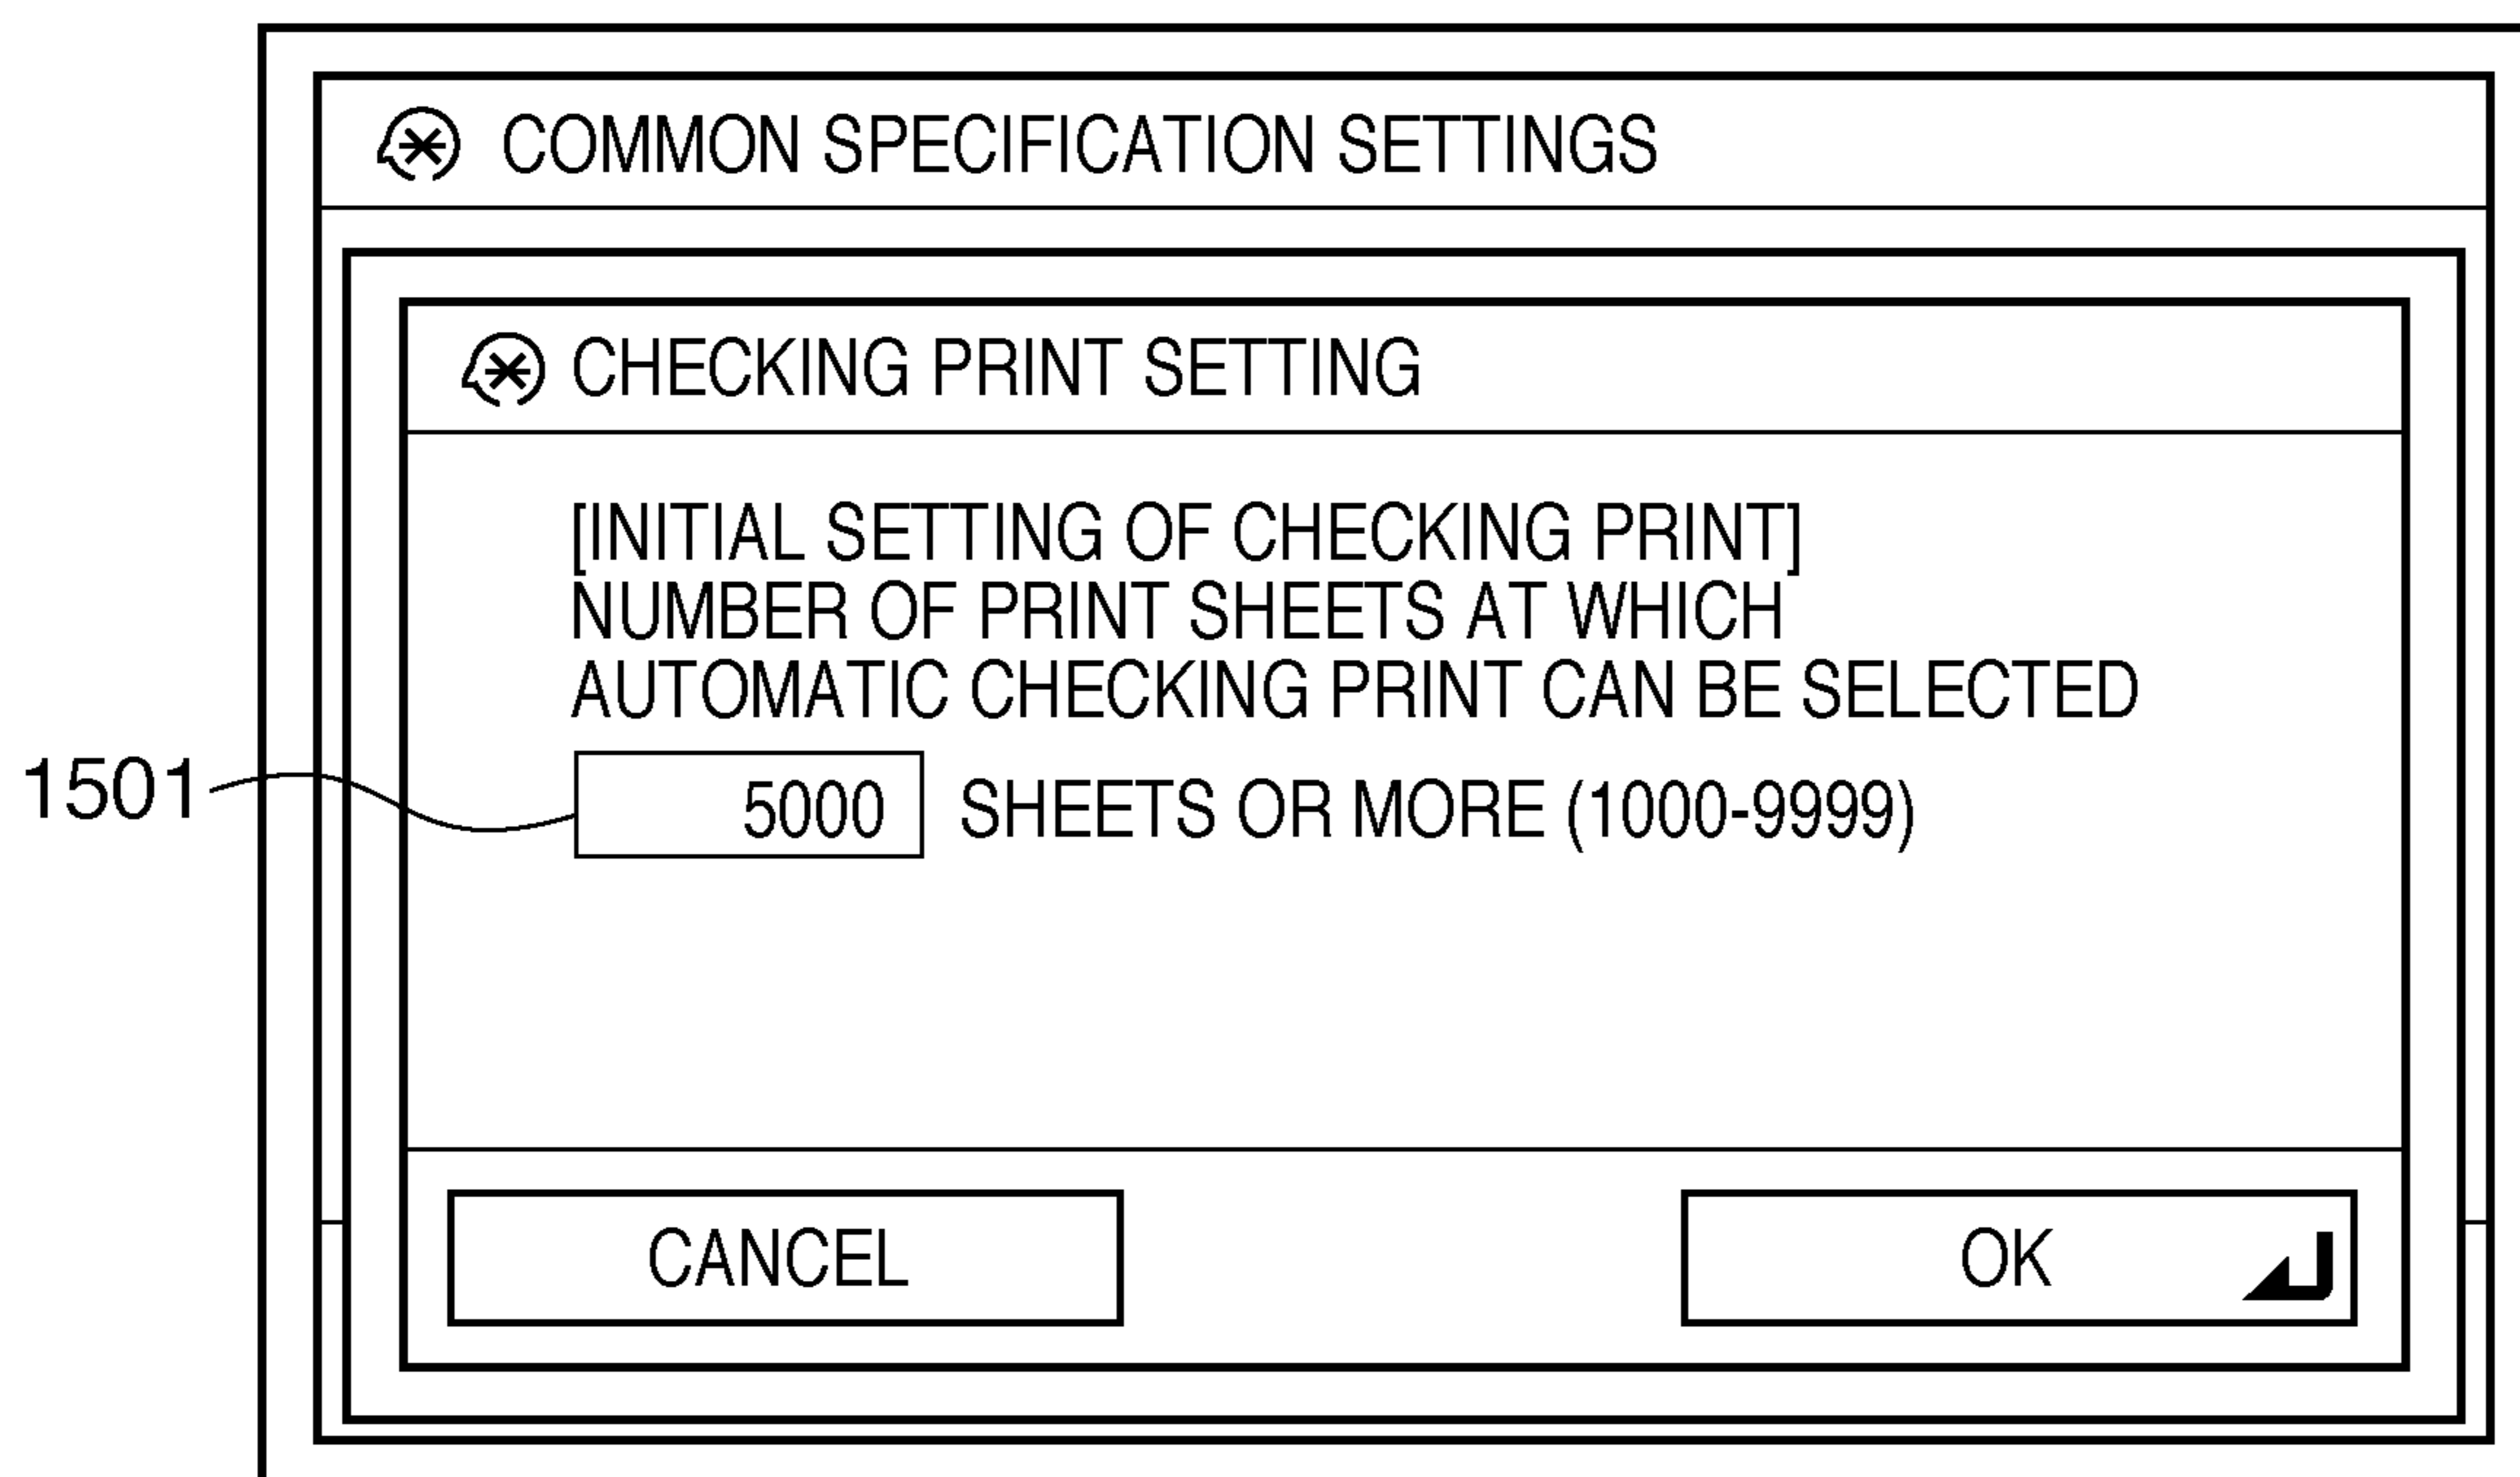 COMMON SPECIFICATION SETTINGS
CHECKING PRINT SETTING
[INITIAL SETTING OF CHECKING PRINT]
NUMBER OF PRINT SHEETS AT WHICH
AUTOMATIC CHECKING PRINT CAN BE SELECTED
1501
5000 SHEETS OR MORE (1000-9999)
CANCEL
OK